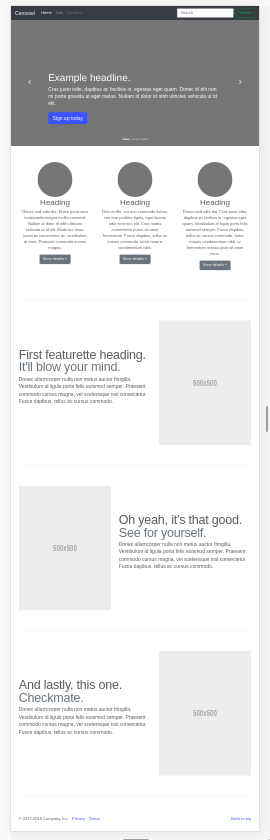 Carousel Home Link Disabled Search Search
Example headline.
Cras justo odio, dapibus ac facilisis in, egestas eget quam. Donec id elit non
mi porta gravida at eget metus. Nullam id dolor id nibh ultricies vehicula ut id
elit.
Sign up today
Heading
Donec sed odio dui. Etiam porta sem
malesuada magna mollis euismod.
Nullam id dolor id nibh ultricies
vehicula ut id elit. Morbi leo risus,
porta ac consectetur ac, vestibulum
at eros. Praesent commodo cursus
magna.
View details »
Heading
Duis mollis, est non commodo luctus,
nisi erat porttitor ligula, eget lacinia
odio sem nec elit. Cras mattis
consectetur purus sit amet
fermentum. Fusce dapibus, tellus ac
cursus commodo, tortor mauris
condimentum nibh.
View details »
Heading
Donec sed odio dui. Cras justo odio,
dapibus ac facilisis in, egestas eget
quam. Vestibulum id ligula porta felis
euismod semper. Fusce dapibus,
tellus ac cursus commodo, tortor
mauris condimentum nibh, ut
fermentum massa justo sit amet
risus.
View details »
First featurette heading.
It'll blow your mind.
Donec ullamcorper nulla non metus auctor fringilla.
Vestibulum id ligula porta felis euismod semper. Praesent
commodo cursus magna, vel scelerisque nisl consectetur.
Fusce dapibus, tellus ac cursus commodo.
500x500
500x500
Oh yeah, it's that good.
See for yourself.
Donec ullamcorper nulla non metus auctor fringilla.
Vestibulum id ligula porta felis euismod semper. Praesent
commodo cursus magna, vel scelerisque nisl consectetur.
Fusce dapibus, tellus ac cursus commodo.
And lastly, this one.
Checkmate.
Donec ullamcorper nulla non metus auctor fringilla.
Vestibulum id ligula porta felis euismod semper. Praesent
commodo cursus magna, vel scelerisque nisl consectetur.
Fusce dapibus, tellus ac cursus commodo.
500x500
© 2017-2018 Company, Inc. · Privacy · Terms Back to top